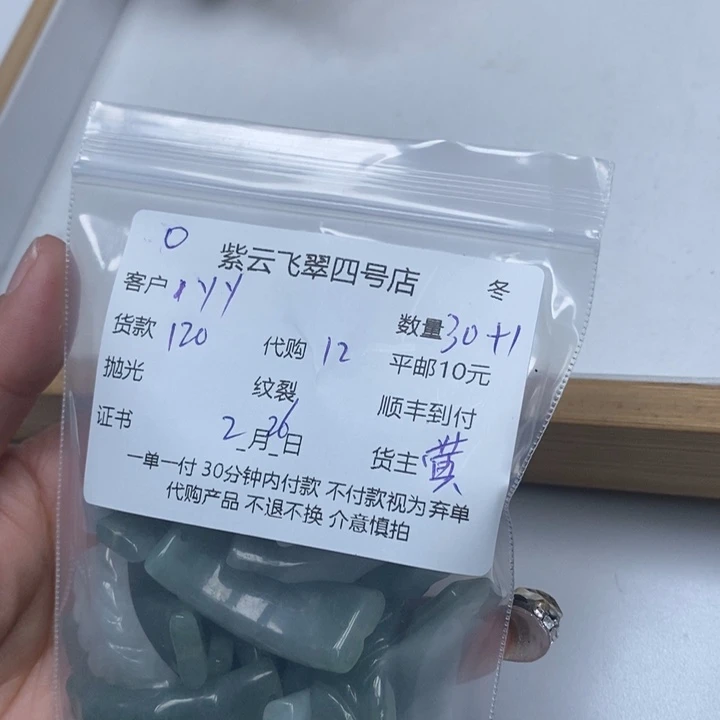 O
紫云飞翠四号店 冬
客户 yy 数量 30+1
货款 120 代购 12 平邮10元
抛光 纹裂 顺丰到付
证书 2月26日 货主 黄
一单一付 30分钟内付款 不付款视为弃单
代购产品 不退不换 介意慎拍